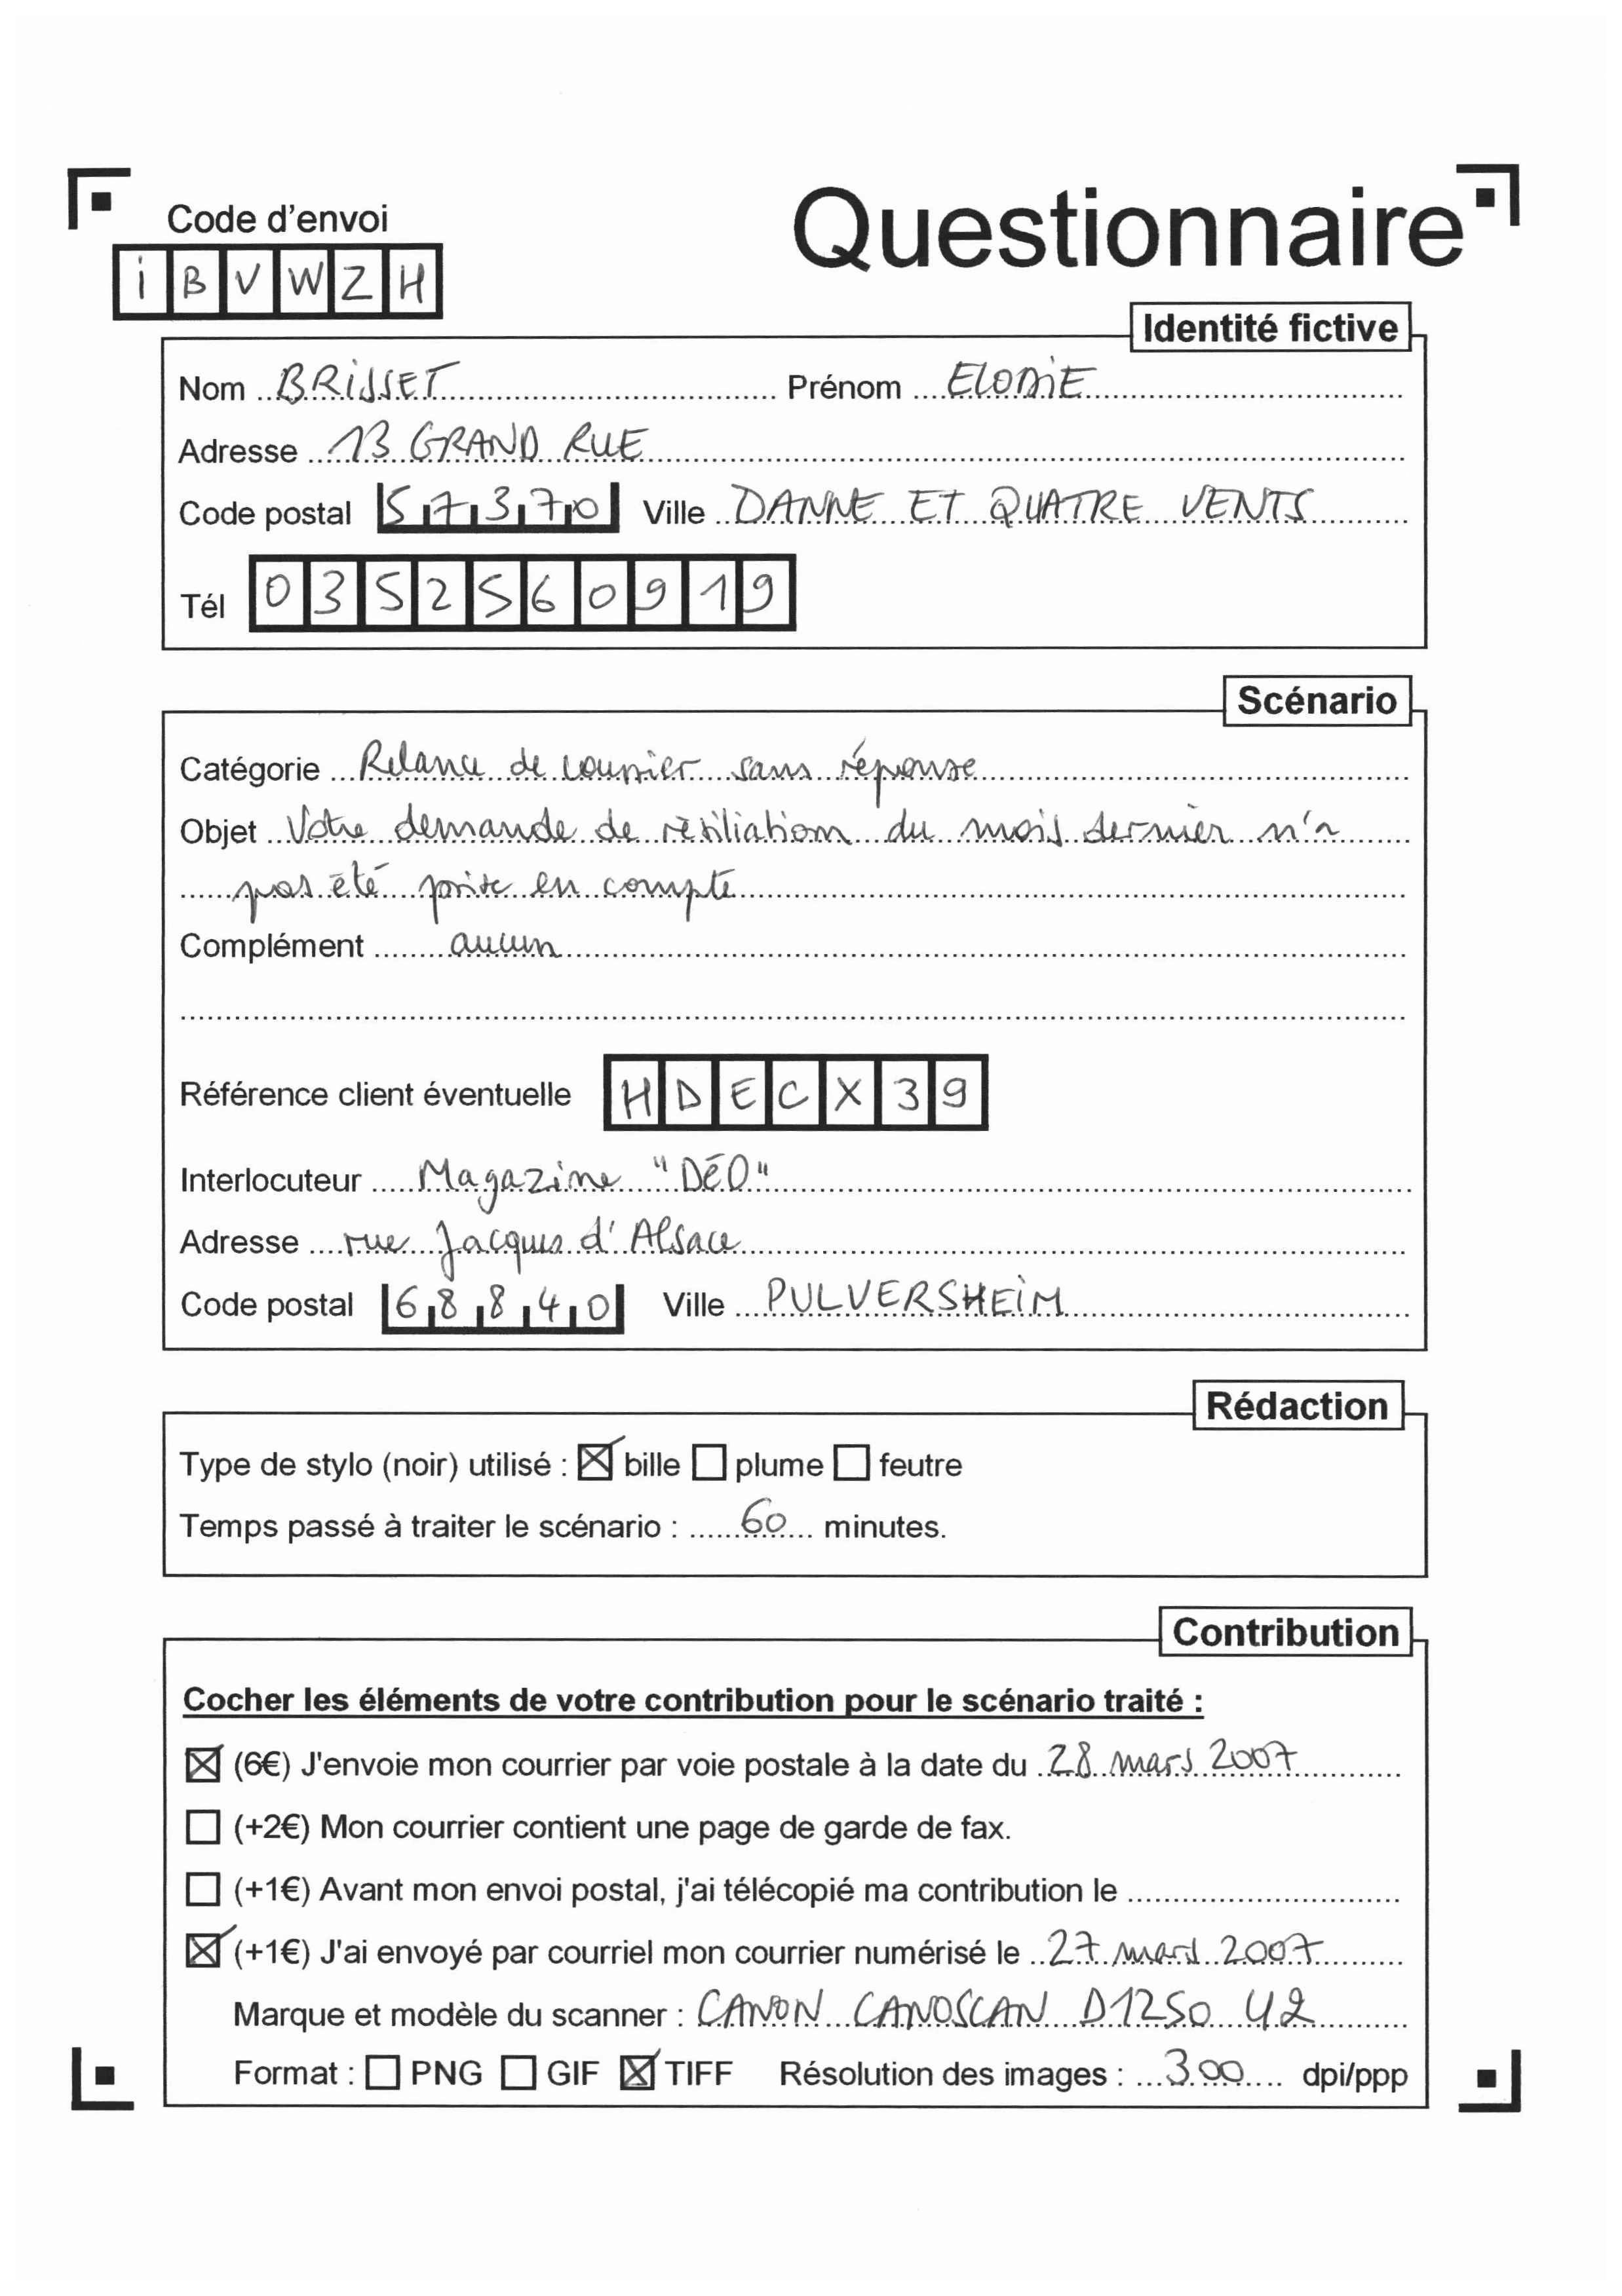 Questionnaire
Code d'envoi
i B V W Z H
Identité fictive
Nom BRISSET Prénom ELODIE
Adresse 13 GRAND RUE
Code postal 57370 Ville DANNE ET QUATRE VENTS
Tél 0352560919
Scénario
Catégorie Relance de courrier sans réponse
Objet Votre demande de résiliation du mois dernier n'a
pas été prise en compte
Complément aucun
Référence client éventuelle HDECX39
Interlocuteur Magazine "DÉO"
Adresse rue Jacques d'Alsace
Code postal 68840 Ville PULVERSHEIM
Rédaction
Type de stylo (noir) utilisé : ☒ bille ☐ plume ☐ feutre
Temps passé à traiter le scénario : 60 minutes.
Contribution
Cocher les éléments de votre contribution pour le scénario traité :
☒ (6€) J'envoie mon courrier par voie postale à la date du 28 mars 2007
☐ (+2€) Mon courrier contient une page de garde de fax.
☐ (+1€) Avant mon envoi postal, j'ai télécopié ma contribution le
☒ (+1€) J'ai envoyé par courriel mon courrier numérisé le 27 mars 2007
Marque et modèle du scanner : CANON CANOSCAN D1250 U2
Format : ☐ PNG ☐ GIF ☒ TIFF Résolution des images : 300 dpi/ppp